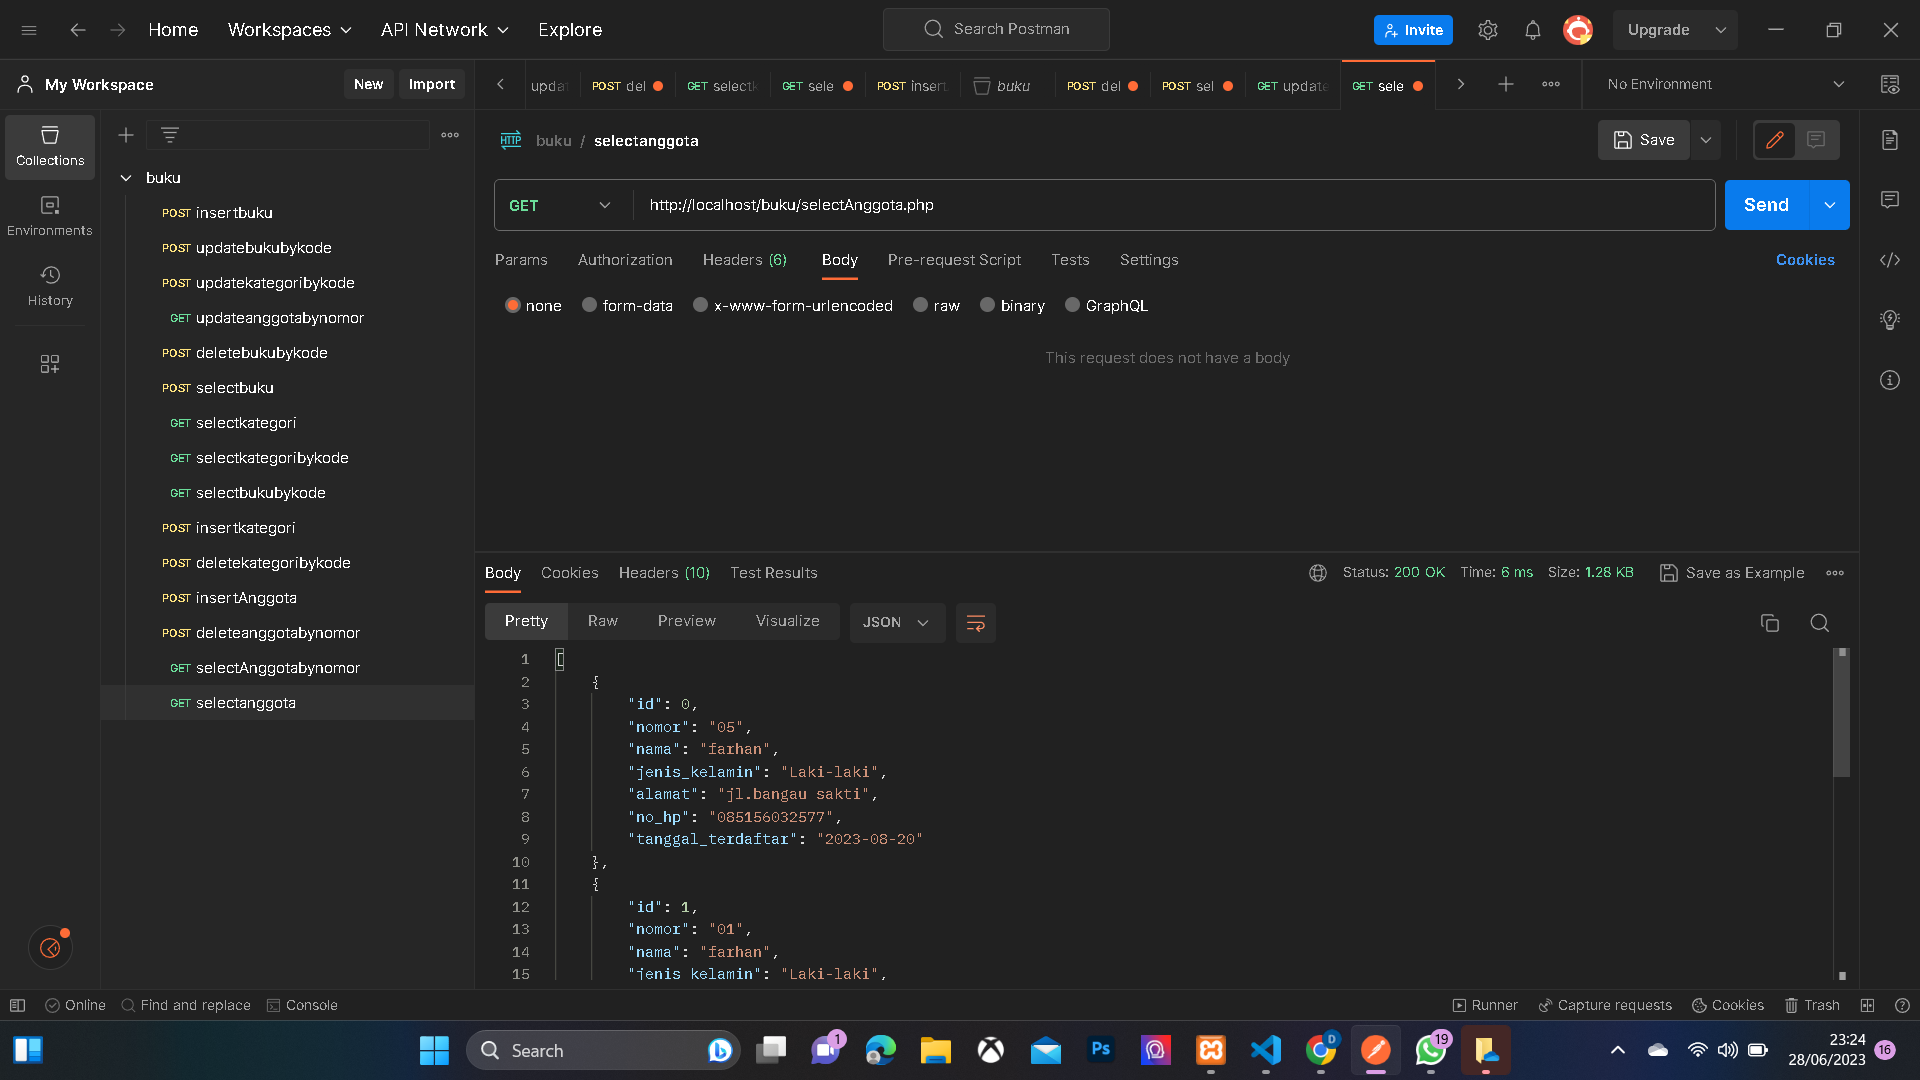 Home Workspaces API Network Explore Search Postman Invite Upgrade
My Workspace New Import
updat POST del GET selectk GET sele POST insert buku POST del POST sel GET update GET sele No Environment
Collections
Environments
History
buku
POST insertbuku
POST updatebukubykode
POST updatekategoribykode
GET updateanggotabynomor
POST deletebukubykode
POST selectbuku
GET selectkategori
GET selectkategoribykode
GET selectbukubykode
POST insertkategori
POST deletekategoribykode
POST insertAnggota
POST deleteanggotabynomor
GET selectAnggotabynomor
GET selectanggota
HTTP buku / selectanggota Save
GET http://localhost/buku/selectAnggota.php Send
Params Authorization Headers (6) Body Pre-request Script Tests Settings Cookies
none form-data x-www-form-urlencoded raw binary GraphQL
This request does not have a body
Body Cookies Headers (10) Test Results Status: 200 OK Time: 6 ms Size: 1.28 KB Save as Example
Pretty Raw Preview Visualize JSON
1 [
2 {
3 "id": 0,
4 "nomor": "05",
5 "nama": "farhan",
6 "jenis_kelamin": "Laki-laki",
7 "alamat": "jl.bangau sakti",
8 "no_hp": "085156032577",
9 "tanggal_terdaftar": "2023-08-20"
10 },
11 {
12 "id": 1,
13 "nomor": "01",
14 "nama": "farhan",
15 "jenis_kelamin": "Laki-laki",
Online Find and replace Console Runner Capture requests Cookies Trash
Search 1 Ps D 19 23:24
28/06/2023 16